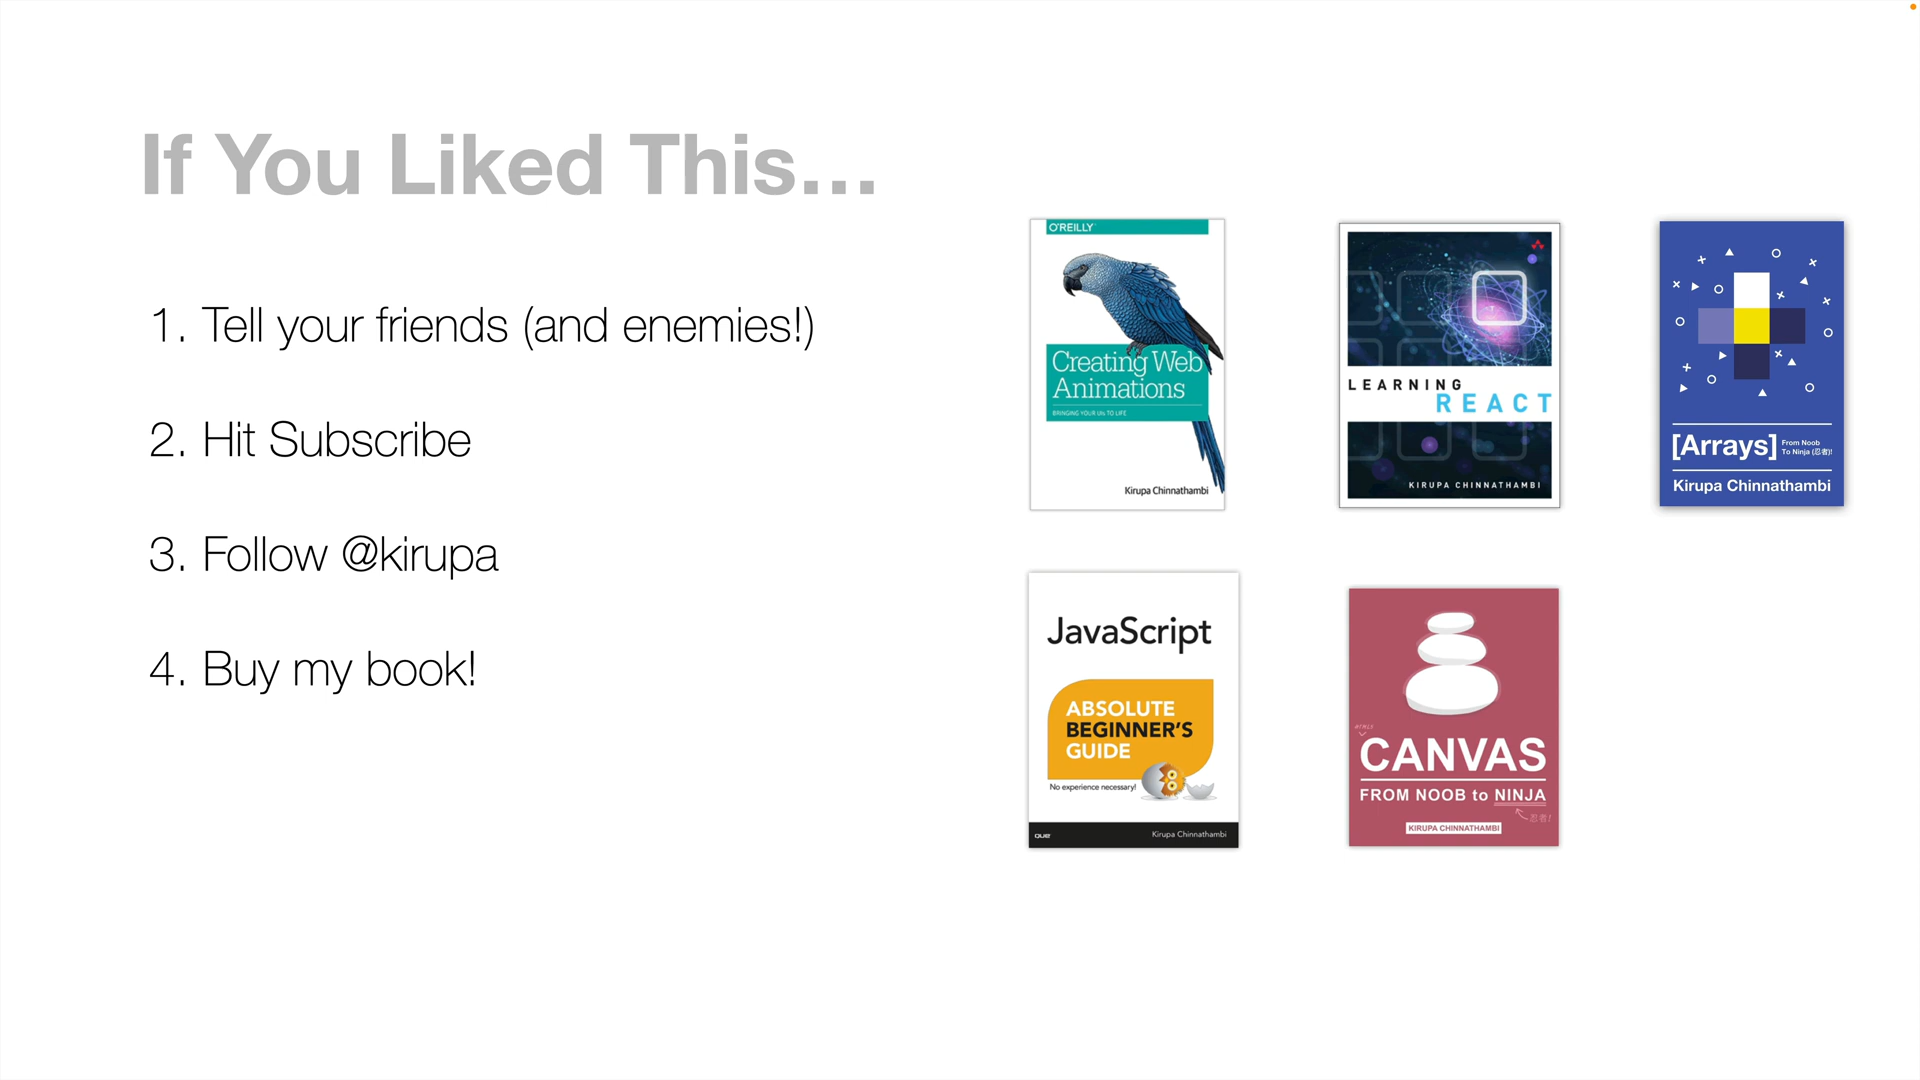 If You Liked This...
1. Tell your friends (and enemies!)
2. Hit Subscribe
3. Follow @kirupa
4. Buy my book!
O'REILLY
Creating Web
Animations
BRINGING YOUR UIs TO LIFE
Kirupa Chinnathambi
LEARNING
REACT
KIRUPA CHINNATHAMBI
[Arrays]
From Noob
To Ninja (忍者)!
Kirupa Chinnathambi
JavaScript
ABSOLUTE
BEGINNER'S
GUIDE
No experience necessary!
que
Kirupa Chinnathambi
CANVAS
FROM NOOB to NINJA
忍者!
KIRUPA CHINNATHAMBI